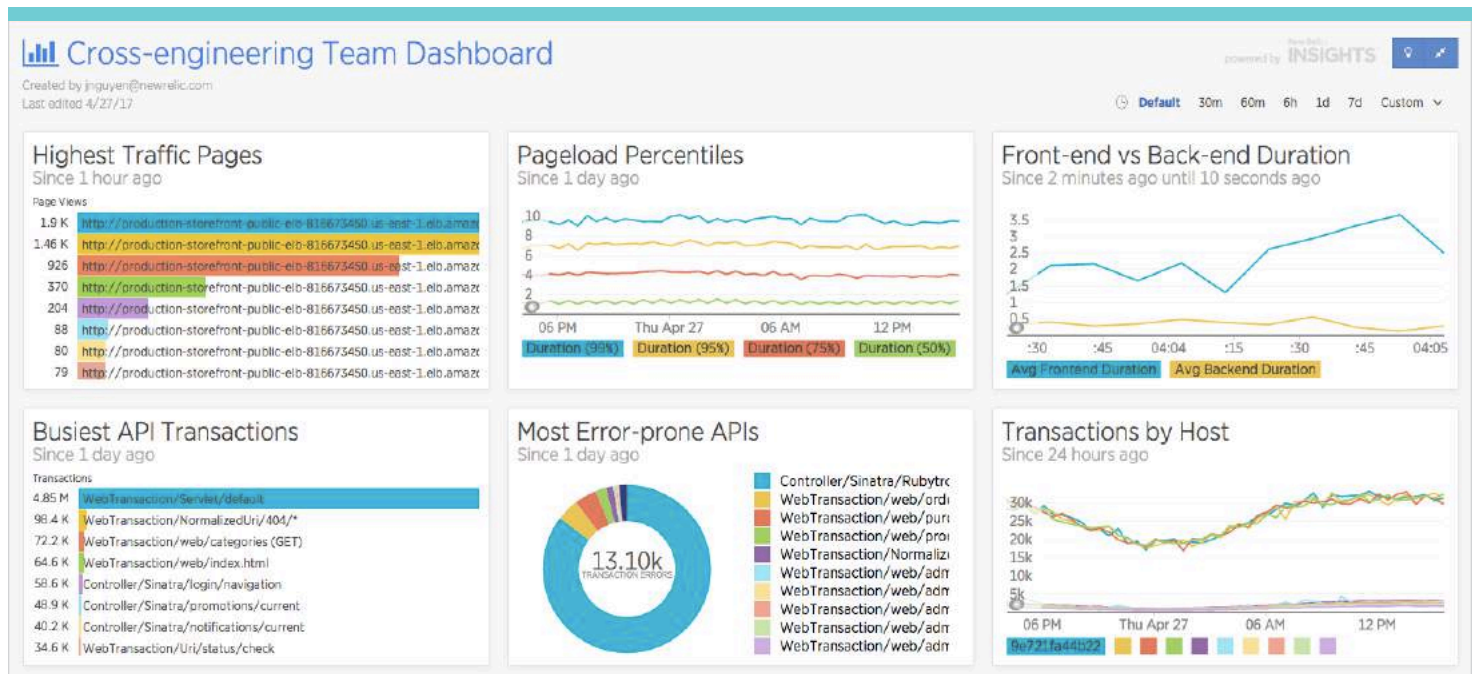 Cross-engineering Team Dashboard
Created by jnguyen@newrelic.com
Last edited 4/27/17
powered by New Relic INSIGHTS
Default 30m 60m 6h 1d 7d Custom
Highest Traffic Pages
Since 1 hour ago
Page Views
1.9 K http://production-storefront-public-elb-816673450.us-east-1.elb.amaz
1.46 K http://production-storefront-public-elb-816673450.us-east-1.elb.amaz
926 http://production-storefront-public-elb-816673450.us-east-1.elb.amaz
370 http://production-storefront-public-elb-816673450.us-east-1.elb.amaz
204 http://production-storefront-public-elb-816673450.us-east-1.elb.amaz
88 http://production-storefront-public-elb-816673450.us-east-1.elb.amaz
80 http://production-storefront-public-elb-816673450.us-east-1.elb.amaz
79 http://production-storefront-public-elb-816673450.us-east-1.elb.amaz
Pageload Percentiles
Since 1 day ago
10
8
6
4
2
06 PM Thu Apr 27 06 AM 12 PM
Duration (99%) Duration (95%) Duration (75%) Duration (50%)
Front-end vs Back-end Duration
Since 2 minutes ago until 10 seconds ago
3.5
3
2.5
2
1.5
1
0.5
:30 :45 04:04 :15 :30 :45 04:05
Avg Frontend Duration Avg Backend Duration
Busiest API Transactions
Since 1 day ago
Transactions
4.85 M WebTransaction/Servlet/default
98.4 K WebTransaction/NormalizedUri/404/*
72.2 K WebTransaction/web/categories (GET)
64.6 K WebTransaction/web/index.html
58.6 K Controller/Sinatra/login/navigation
48.9 K Controller/Sinatra/promotions/current
40.2 K Controller/Sinatra/notifications/current
34.6 K WebTransaction/Uri/status/check
Most Error-prone APIs
Since 1 day ago
13.10k
TRANSACTION ERRORS
Controller/Sinatra/Rubytro
WebTransaction/web/ord
WebTransaction/web/pur
WebTransaction/web/pro
WebTransaction/Normaliz
WebTransaction/web/adm
WebTransaction/web/adm
WebTransaction/web/adm
WebTransaction/web/adm
WebTransaction/web/adm
Transactions by Host
Since 24 hours ago
30k
25k
20k
15k
10k
5k
06 PM Thu Apr 27 06 AM 12 PM
9e721fa44b22